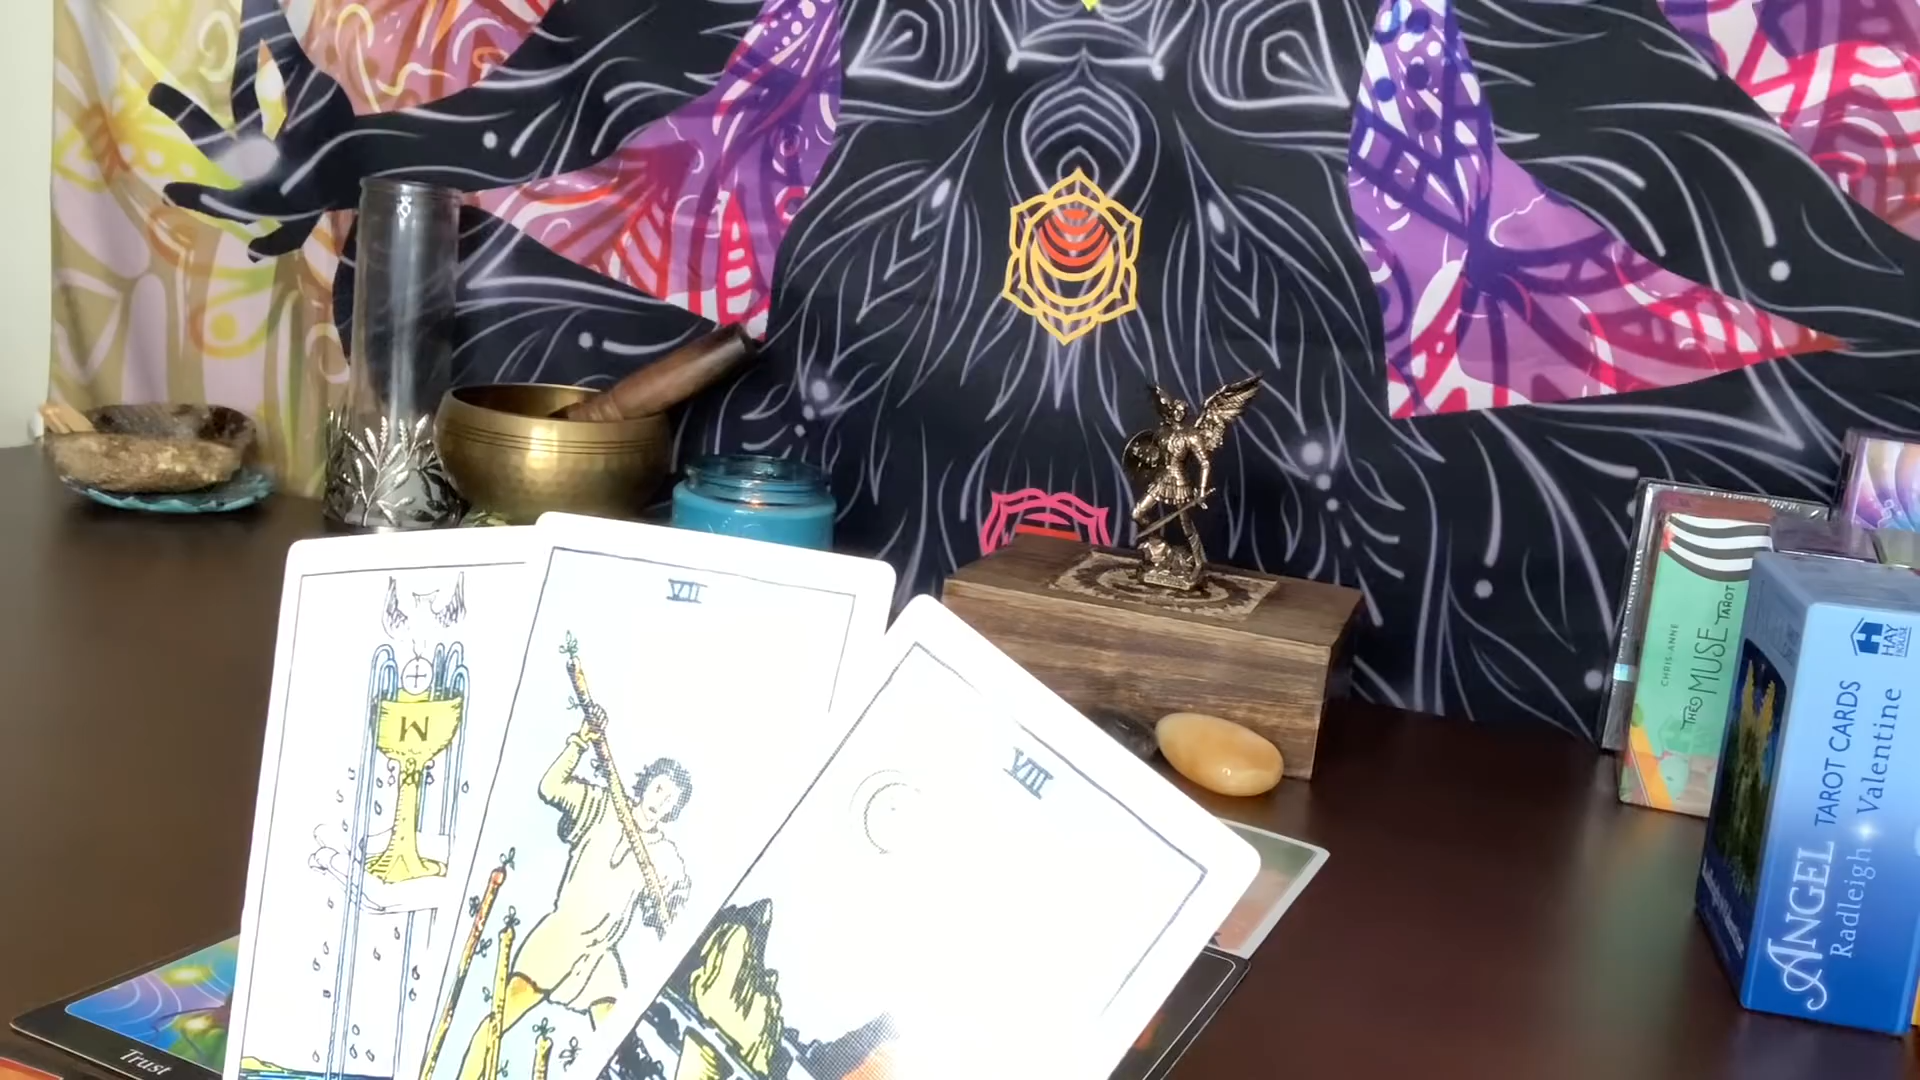 VII
VIII
W
Trust
CHRIS-ANNE
THE MUSE TAROT
HAY
HOUSE
ANGEL TAROT CARDS
Radleigh Valentine